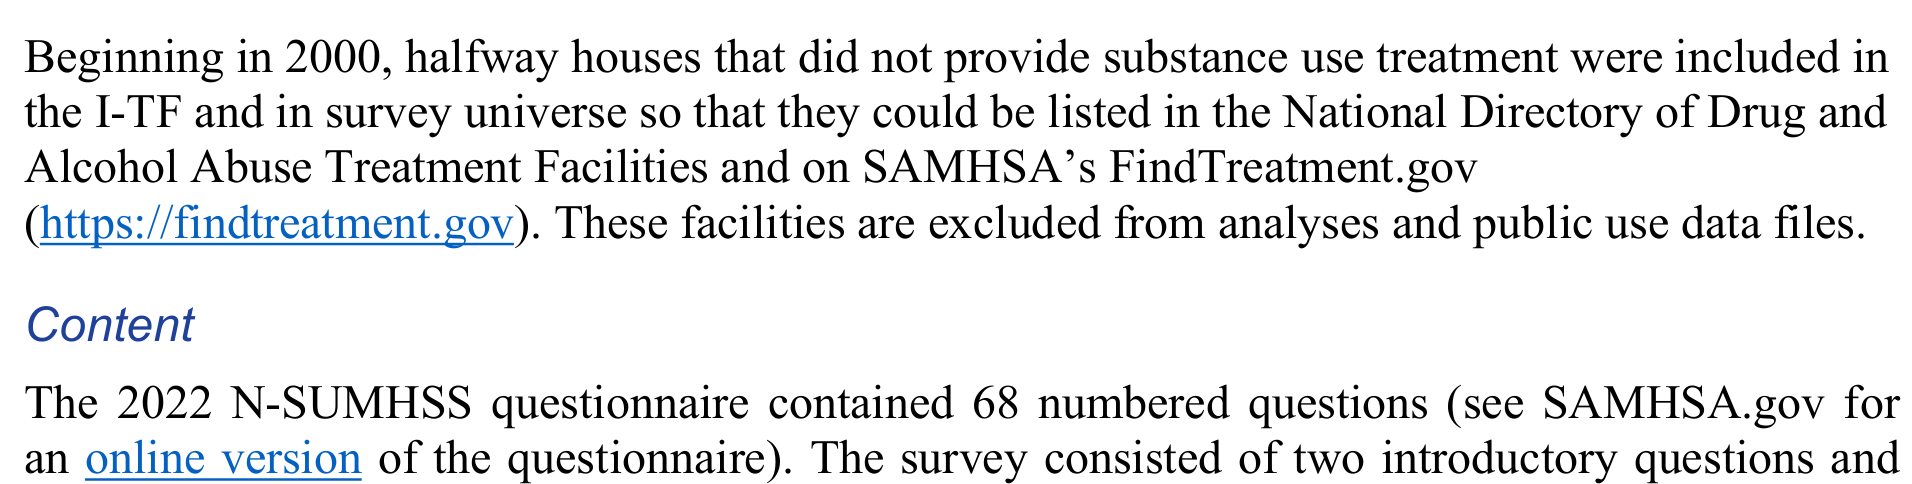 Beginning in 2000, halfway houses that did not provide substance use treatment were included in
the I-TF and in survey universe so that they could be listed in the National Directory of Drug and
Alcohol Abuse Treatment Facilities and on SAMHSA’s FindTreatment.gov
(https://findtreatment.gov). These facilities are excluded from analyses and public use data files.
Content
The 2022 N-SUMHSS questionnaire contained 68 numbered questions (see SAMHSA.gov for
an online version of the questionnaire). The survey consisted of two introductory questions and